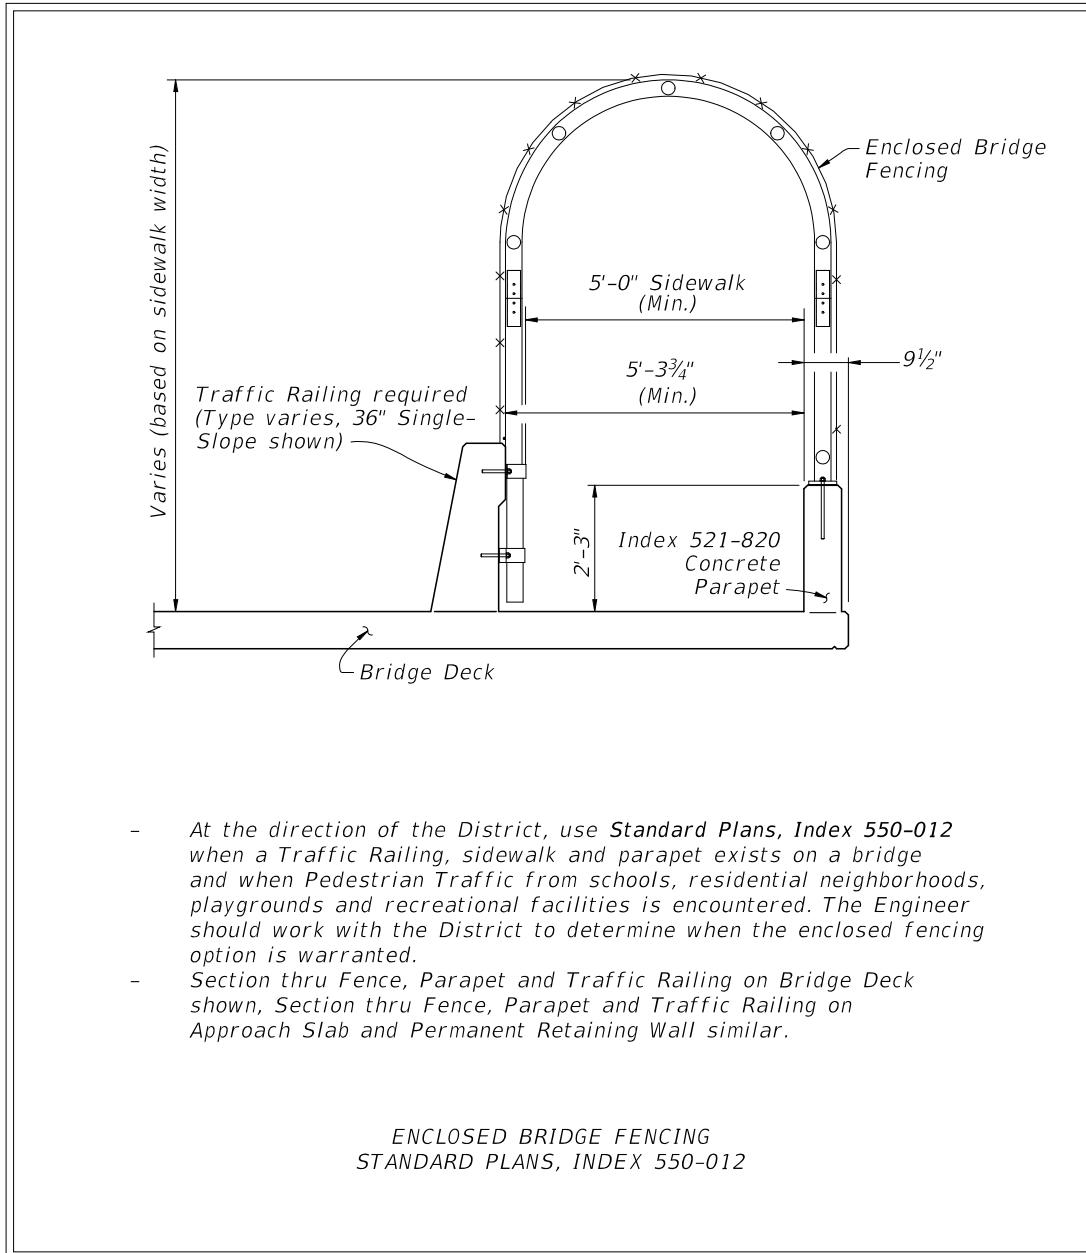 Varies (based on sidewalk width)
Enclosed Bridge
Fencing
5'-0" Sidewalk
(Min.)
5'-3¾"
(Min.)
9½"
Traffic Railing required
(Type varies, 36" Single-
Slope shown)
2'-3"
Index 521-820
Concrete
Parapet
Bridge Deck
- At the direction of the District, use Standard Plans, Index 550-012
when a Traffic Railing, sidewalk and parapet exists on a bridge
and when Pedestrian Traffic from schools, residential neighborhoods,
playgrounds and recreational facilities is encountered. The Engineer
should work with the District to determine when the enclosed fencing
option is warranted.
- Section thru Fence, Parapet and Traffic Railing on Bridge Deck
shown, Section thru Fence, Parapet and Traffic Railing on
Approach Slab and Permanent Retaining Wall similar.
ENCLOSED BRIDGE FENCING
STANDARD PLANS, INDEX 550-012